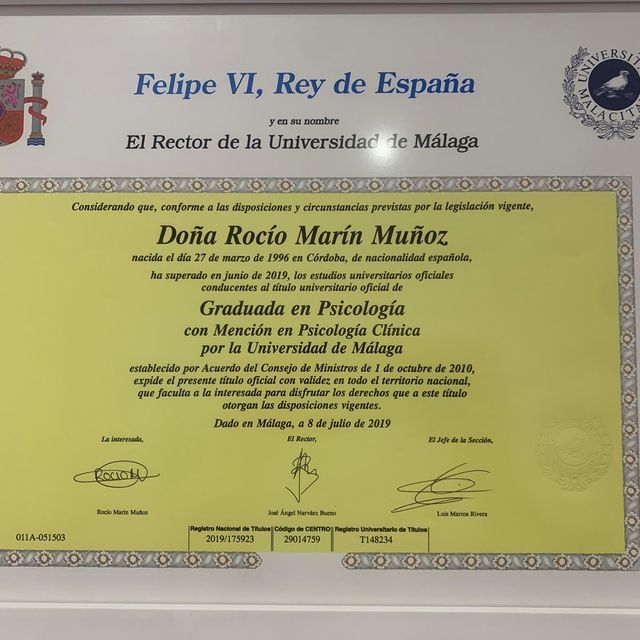 Felipe VI, Rey de España
y en su nombre
El Rector de la Universidad de Málaga
Considerando que, conforme a las disposiciones y circunstancias previstas por la legislación vigente,
Doña Rocío Marín Muñoz
nacida el día 27 de marzo de 1996 en Córdoba, de nacionalidad española,
ha superado en junio de 2019, los estudios universitarios oficiales
conducentes al título universitario oficial de
Graduada en Psicología
con Mención en Psicología Clínica
por la Universidad de Málaga
establecido por Acuerdo del Consejo de Ministros de 1 de octubre de 2010,
expide el presente título oficial con validez en todo el territorio nacional,
que faculta a la interesada para disfrutar los derechos que a este título
otorgan las disposiciones vigentes.
Dado en Málaga, a 8 de julio de 2019
La interesada, El Rector, El Jefe de la Sección,
ROCIOM
Rocío Marín Muñoz José Ángel Narváez Bueno Luis Marcos Rivera
Registro Nacional de Títulos Código de CENTRO Registro Universitario de Títulos
011A-051503 2019/175923 29014759 T148234